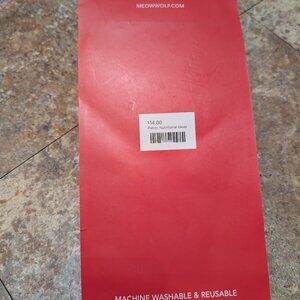 MEOWWOLF.COM
$14.00
MACHINE WASHABLE & REUSABLE